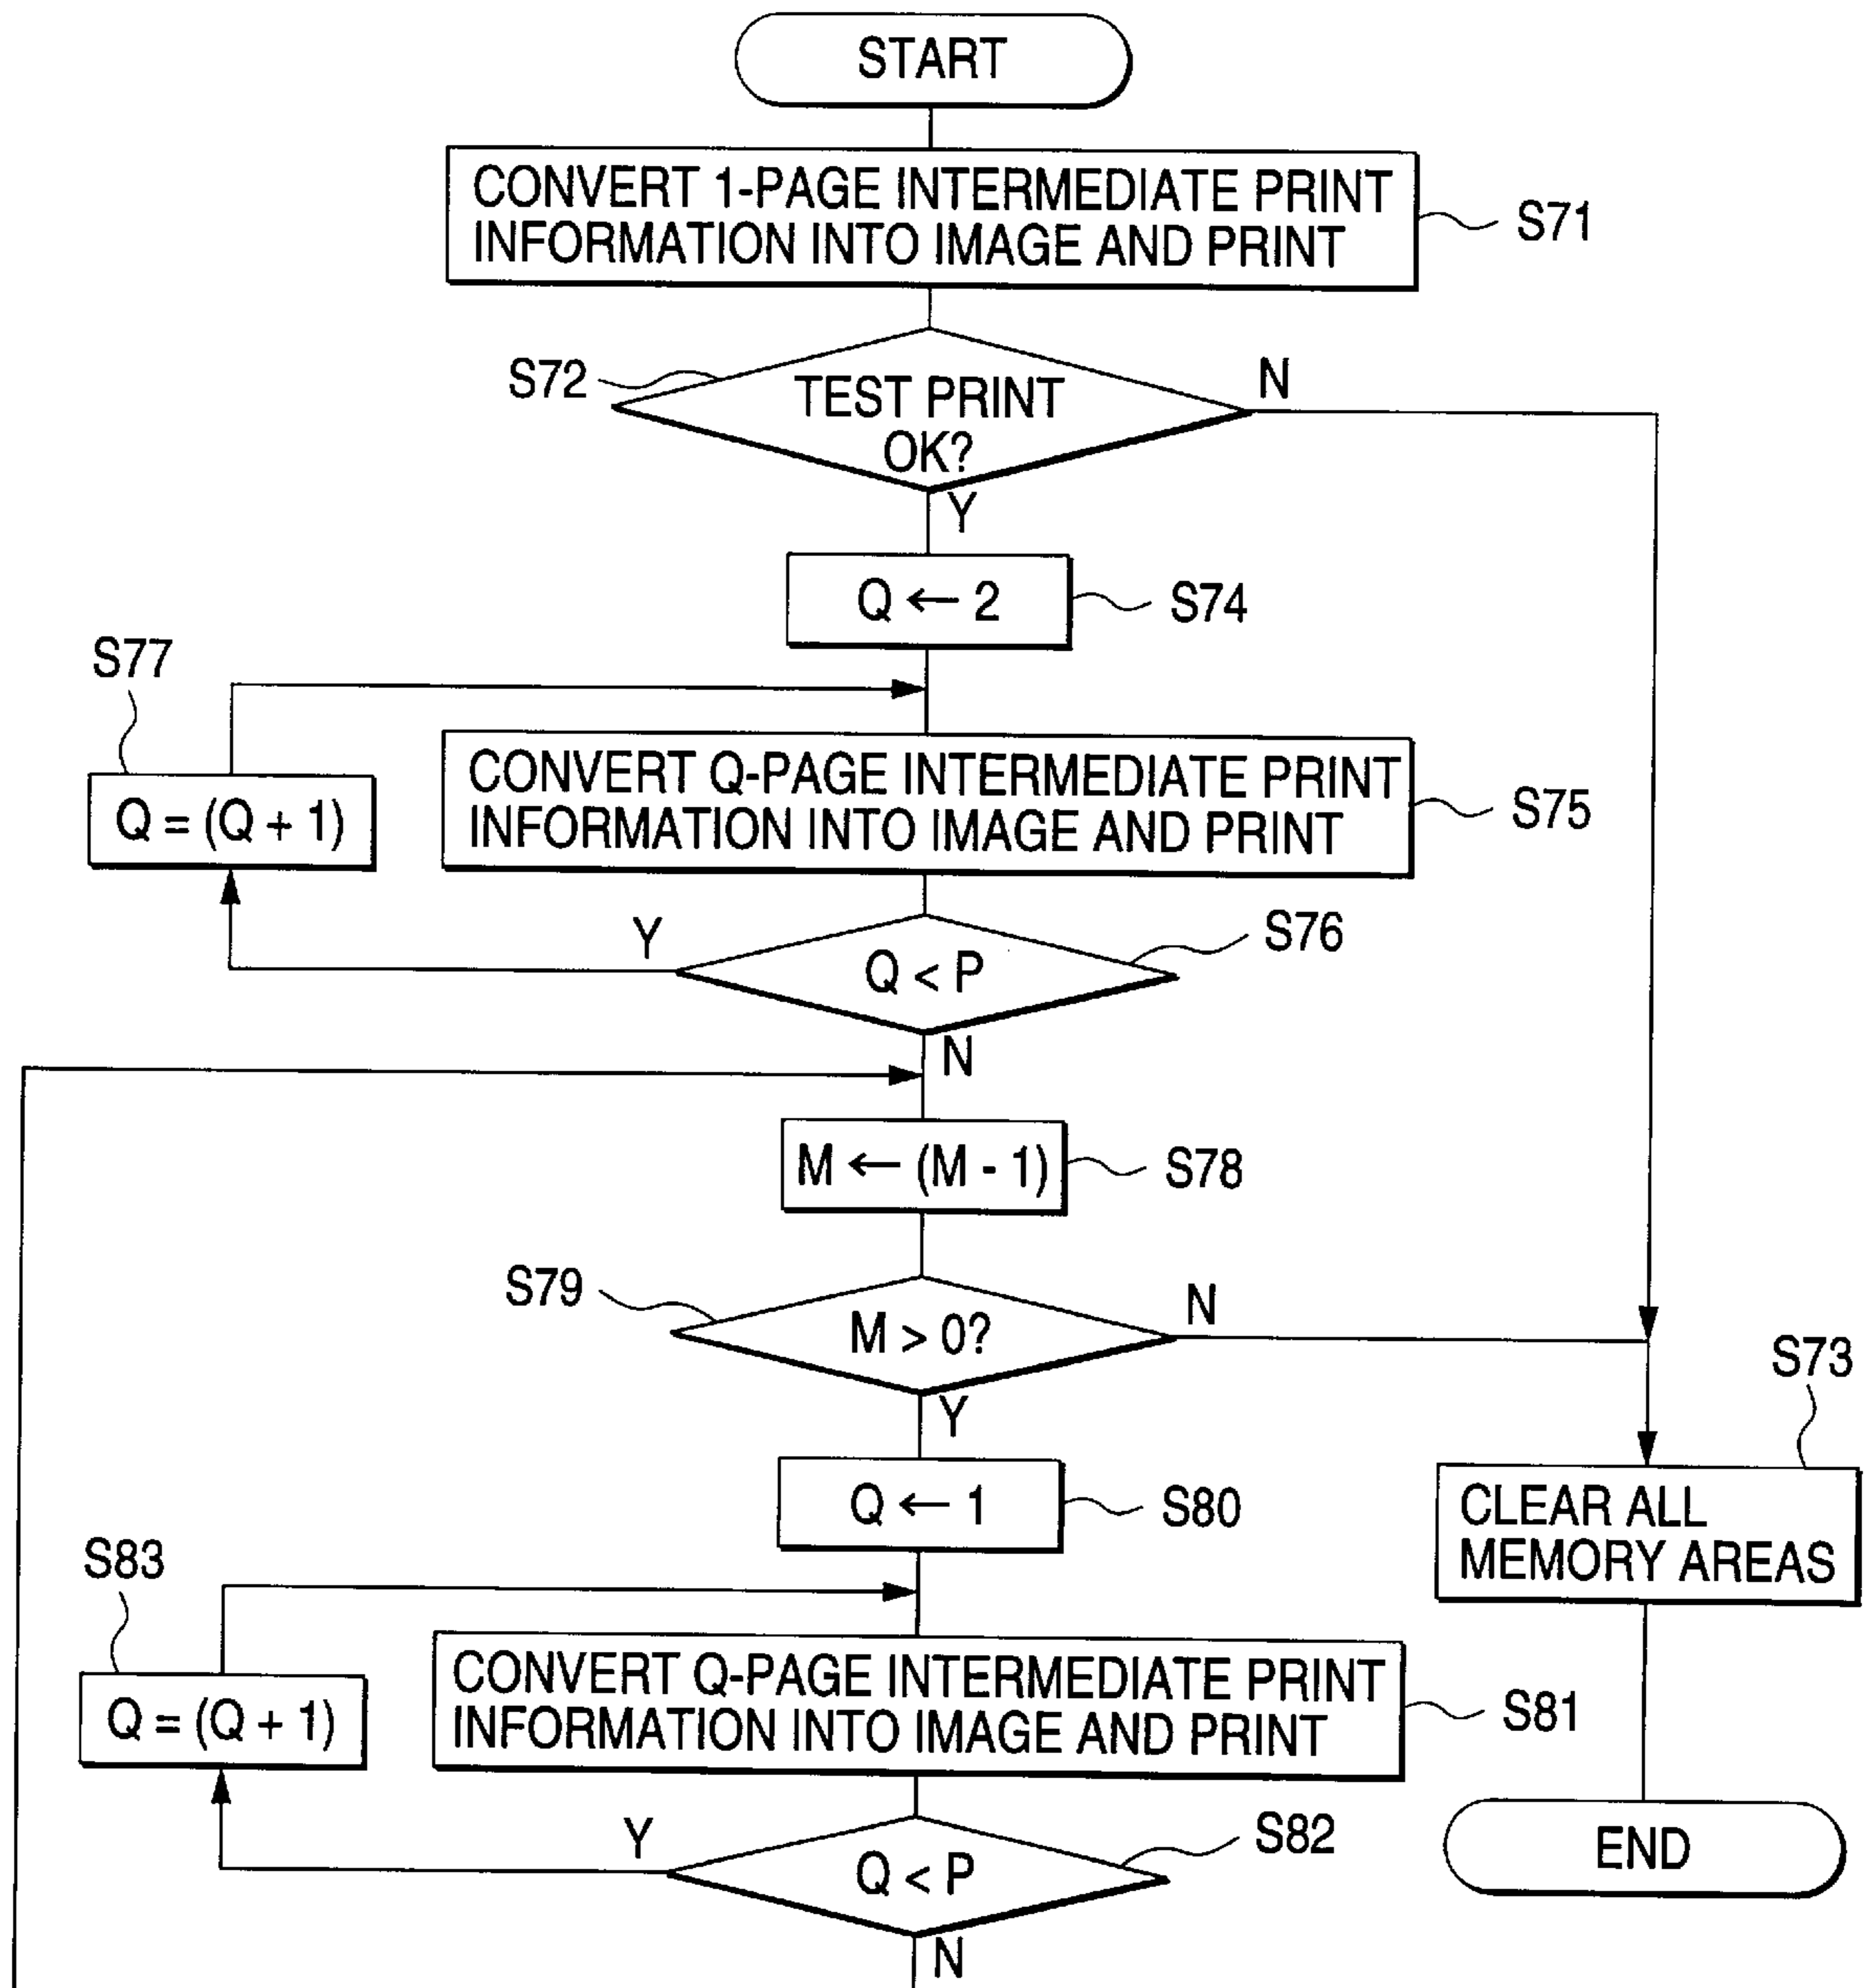 START
CONVERT 1-PAGE INTERMEDIATE PRINT
INFORMATION INTO IMAGE AND PRINT
S71
S72
TEST PRINT
OK?
N
Y
Q ← 2
S74
S77
Q = (Q + 1)
CONVERT Q-PAGE INTERMEDIATE PRINT
INFORMATION INTO IMAGE AND PRINT
S75
Y
Q < P
S76
N
M ← (M - 1)
S78
S79
M > 0?
N
Y
S73
Q ← 1
S80
CLEAR ALL
MEMORY AREAS
S83
Q = (Q + 1)
CONVERT Q-PAGE INTERMEDIATE PRINT
INFORMATION INTO IMAGE AND PRINT
S81
Y
Q < P
S82
N
END